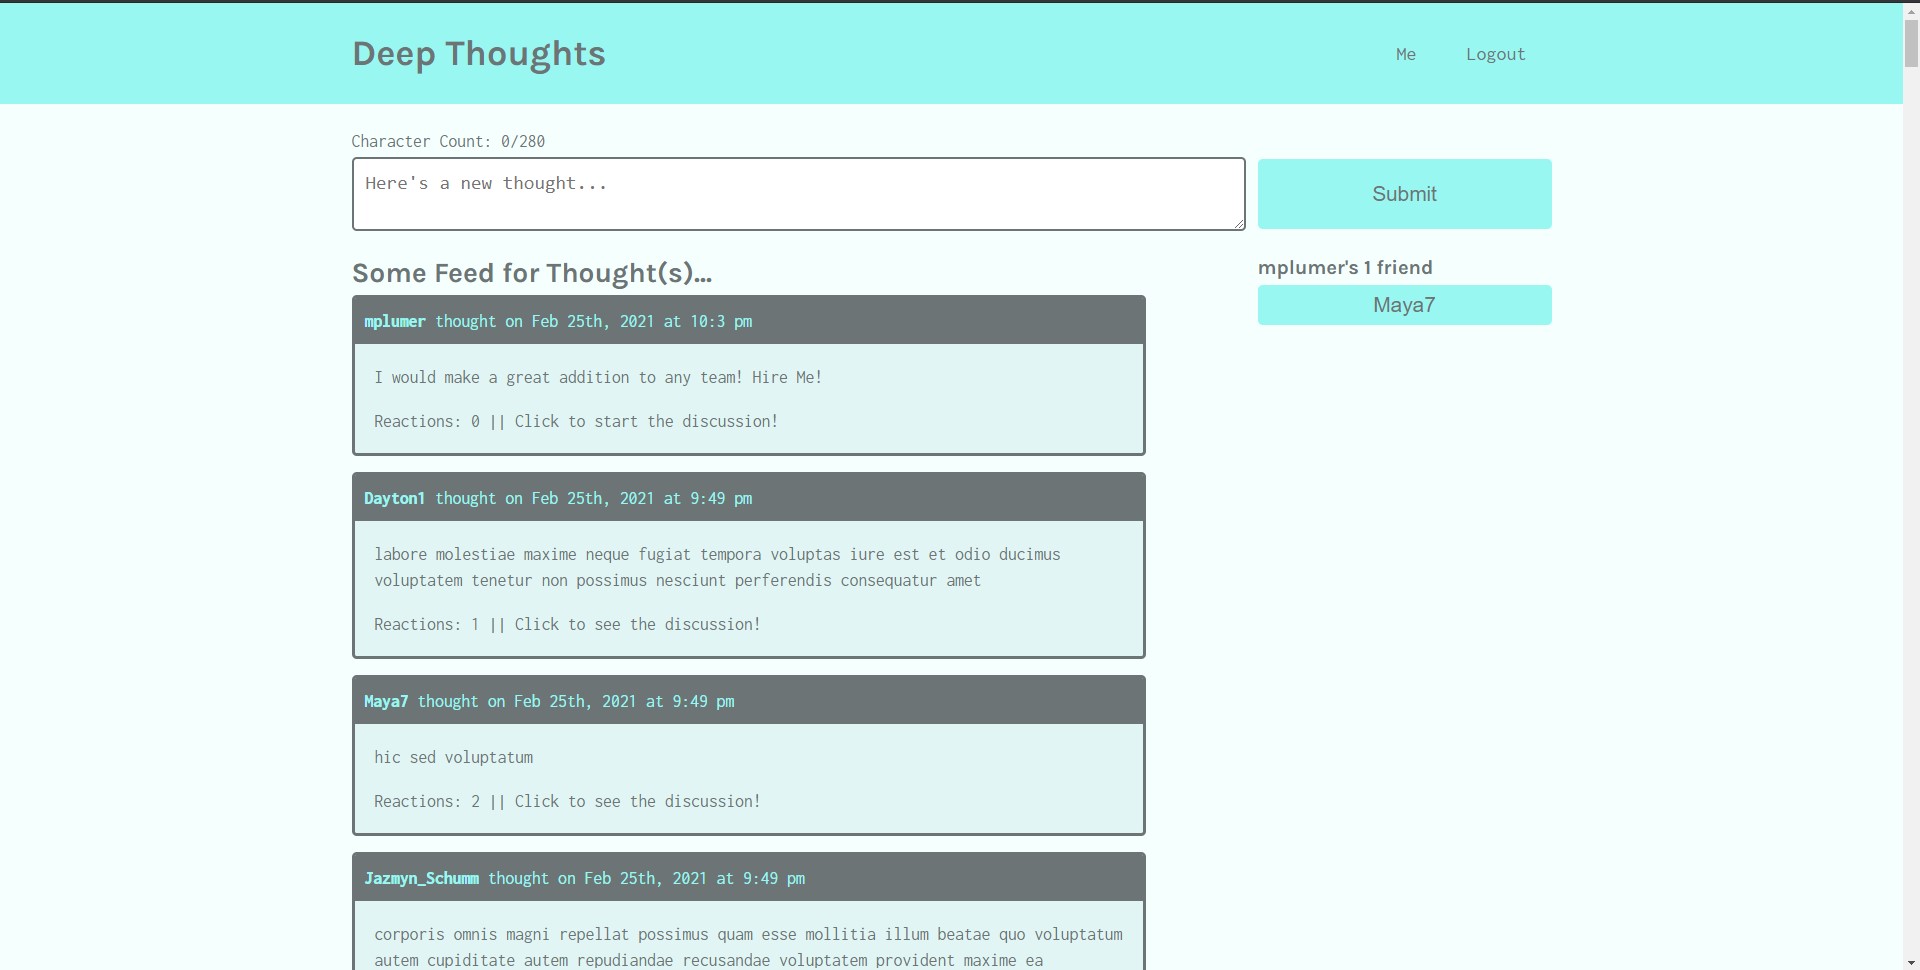 Deep Thoughts
Me
Logout
Character Count: 0/280
Here's a new thought...
Submit
Some Feed for Thought(s)...
mplumer thought on Feb 25th, 2021 at 10:3 pm
I would make a great addition to any team! Hire Me!
Reactions: 0 || Click to start the discussion!
Dayton1 thought on Feb 25th, 2021 at 9:49 pm
labore molestiae maxime neque fugiat tempora voluptas iure est et odio ducimus
voluptatem tenetur non possimus nesciunt perferendis consequatur amet
Reactions: 1 || Click to see the discussion!
Maya7 thought on Feb 25th, 2021 at 9:49 pm
hic sed voluptatum
Reactions: 2 || Click to see the discussion!
Jazmyn_Schumm thought on Feb 25th, 2021 at 9:49 pm
corporis omnis magni repellat possimus quam esse mollitia illum beatae quo voluptatum
autem cupiditate autem repudiandae recusandae voluptatem provident maxime ea
mplumer's 1 friend
Maya7